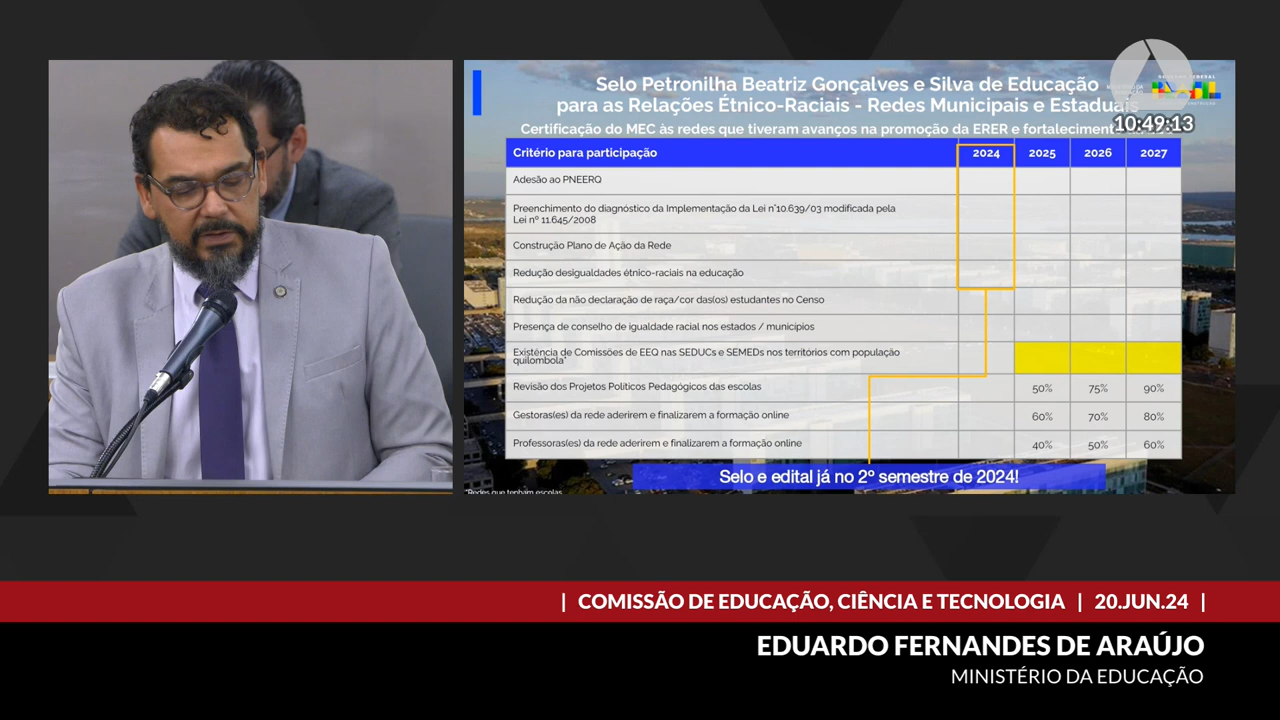 Selo Petronilha Beatriz Gonçalves e Silva de Educação
para as Relações Étnico-Raciais - Redes Municipais e Estaduais
Certificação do MEC às redes que tiveram avanços na promoção da ERER e
10:49:13
Critério para participação 2024 2025 2026 2027
Adesão ao PNEERQ
Preenchimento do diagnóstico da Implementação da Lei n°10.639/03 modificada pela
Lei nº 11.645/2008
Construção Plano de Ação da Rede
Redução desigualdades étnico-raciais na educação
Redução da não declaração de raça/cor das(os) estudantes no Censo
Presença de conselho de igualdade racial nos estados / municípios
Existência de Comissões de EEQ nas SEDUCs e SEMEDs nos territórios com população
quilombola*
Revisão dos Projetos Políticos Pedagógicos das escolas 50% 75% 90%
Gestoras(es) da rede aderirem e finalizarem a formação online 60% 70% 80%
Professoras(es) da rede aderirem e finalizarem a formação online 40% 50% 60%
Selo e edital já no 2º semestre de 2024!
*Redes que tenham escolas
| COMISSÃO DE EDUCAÇÃO, CIÊNCIA E TECNOLOGIA | 20.JUN.24 |
EDUARDO FERNANDES DE ARAÚJO
MINISTÉRIO DA EDUCAÇÃO